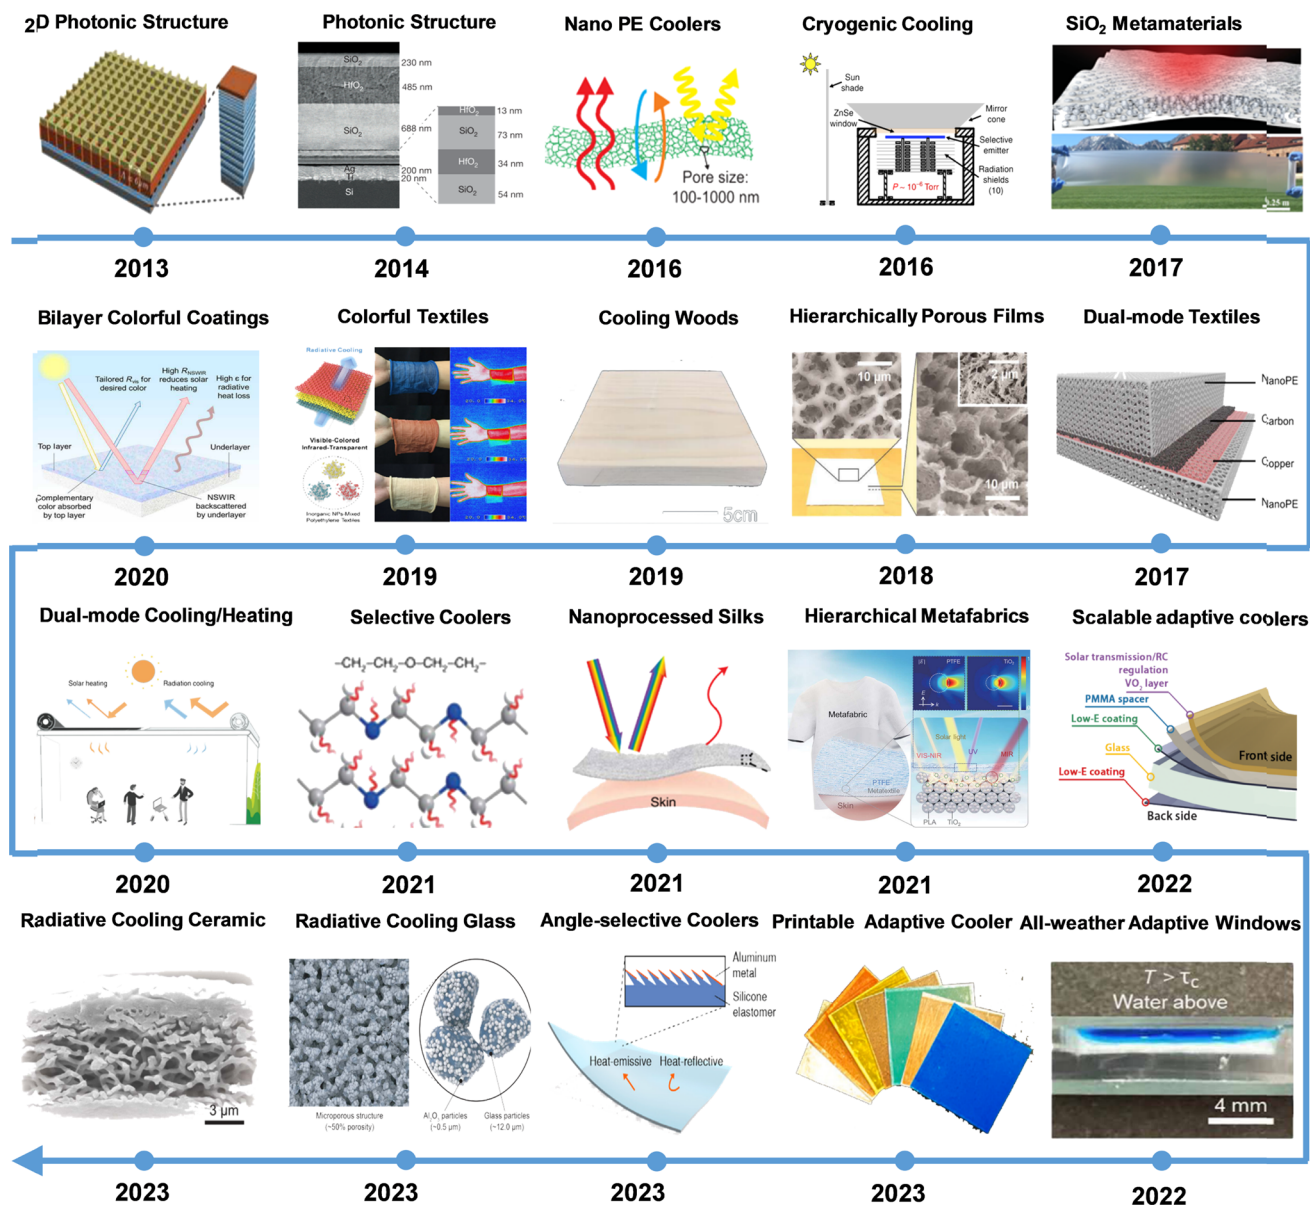 2D Photonic Structure
Photonic Structure
Nano PE Coolers
Cryogenic Cooling
SiO2 Metamaterials
SiO2
230 nm
HfO2
485 nm
SiO2
688 nm
Ag
200 nm
Ti
20 nm
Si
HfO2
13 nm
SiO2
73 nm
HfO2
34 nm
SiO2
54 nm
Pore size:
100-1000 nm
Sun
shade
ZnSe
window
Mirror
cone
Selective
emitter
Radiation
shields
(10)
P ~ 10-6 Torr
0.25 m
2013
2014
2016
2016
2017
Bilayer Colorful Coatings
Colorful Textiles
Cooling Woods
Hierarchically Porous Films
Dual-mode Textiles
Tailored Rvis for
desired color
High RNSWIR
reduces solar
heating
High ϵ for
radiative
heat loss
Top layer
Underlayer
Complementary
color absorbed
by top layer
NSWIR
backscattered
by underlayer
Radiative Cooling
Visible-Colored
Infrared-Transparent
Inorganic NPs-Mixed
Polyethylene Textiles
5cm
10 μm
2 μm
10 μm
NanoPE
Carbon
Copper
NanoPE
2020
2019
2019
2018
2017
Dual-mode Cooling/Heating
Selective Coolers
Nanoprocessed Silks
Hierarchical Metafabrics
Scalable adaptive coolers
Solar
heating
Radiation cooling
-CH2-CH2-O-CH2-CH2-
Skin
Metafabric
PTFE
Metatextile
Skin
|E|
PTFE
TiO2
E
k
Solar light
VIS-NIR
UV
MIR
PLA
TiO2
Solar transmission/RC
regulation
VO2 layer
PMMA spacer
Low-E coating
Glass
Low-E coating
Front side
Back side
2020
2021
2021
2021
2022
Radiative Cooling Ceramic
Radiative Cooling Glass
Angle-selective Coolers
Printable Adaptive Cooler
All-weather Adaptive Windows
3 μm
Microporous structure
(~50% porosity)
Al2O3 particles
(~0.5 μm)
Glass particles
(~12.0 μm)
Aluminum
metal
Silicone
elastomer
Heat-emissive
Heat-reflective
T > τc
Water above
4 mm
2023
2023
2023
2023
2022